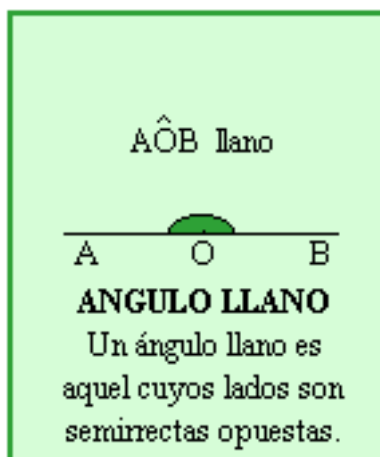 AÔB llano
A O B
ANGULO LLANO
Un ángulo llano es
aquel cuyos lados son
semirrectas opuestas.